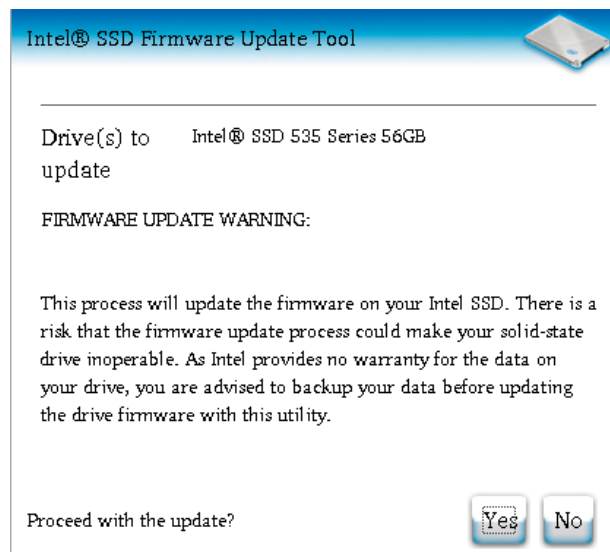 Intel® SSD Firmware Update Tool
Drive(s) to Intel® SSD 535 Series 56GB
update
FIRMWARE UPDATE WARNING:
This process will update the firmware on your Intel SSD. There is a
risk that the firmware update process could make your solid-state
drive inoperable. As Intel provides no warranty for the data on
your drive, you are advised to backup your data before updating
the drive firmware with this utility.
Proceed with the update? Yes No